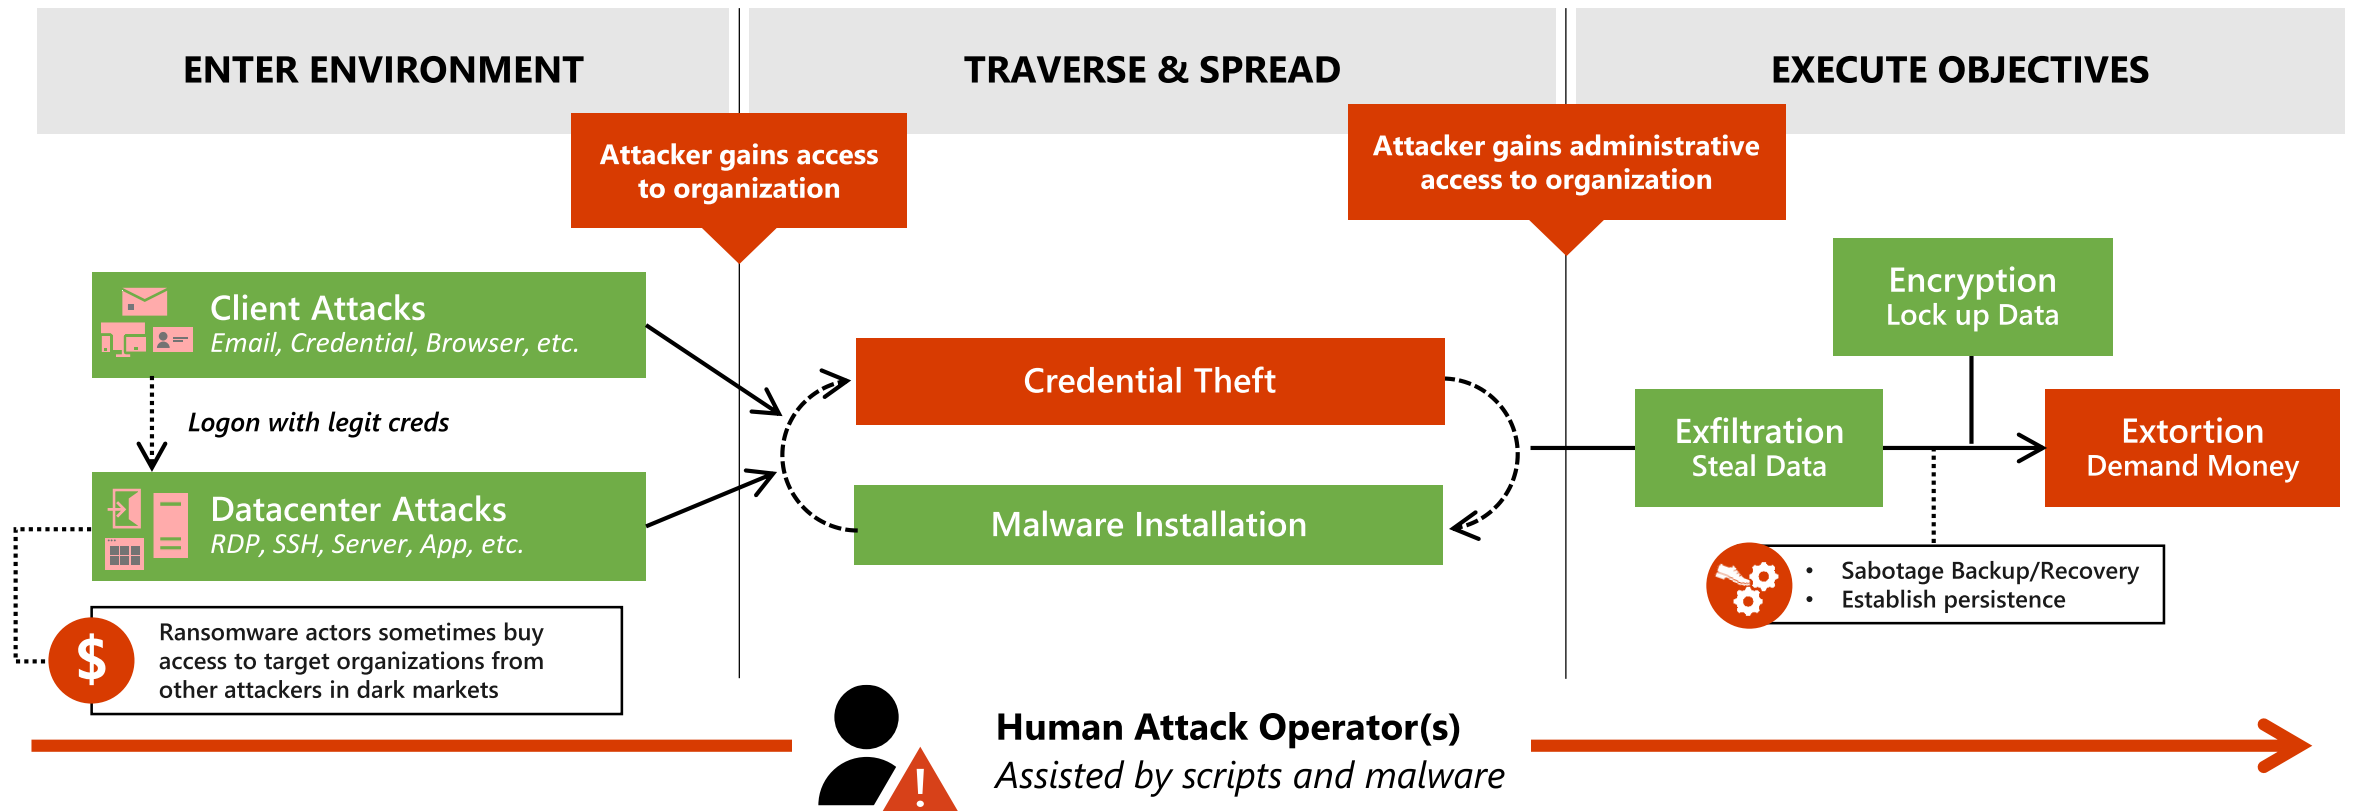 ENTER ENVIRONMENT
TRAVERSE & SPREAD
EXECUTE OBJECTIVES
Attacker gains access
to organization
Attacker gains administrative
access to organization
Client Attacks
Email, Credential, Browser, etc.
Logon with legit creds
Datacenter Attacks
RDP, SSH, Server, App, etc.
$
Ransomware actors sometimes buy
access to target organizations from
other attackers in dark markets
Credential Theft
Malware Installation
Encryption
Lock up Data
Exfiltration
Steal Data
Extortion
Demand Money
• Sabotage Backup/Recovery
• Establish persistence
!
Human Attack Operator(s)
Assisted by scripts and malware